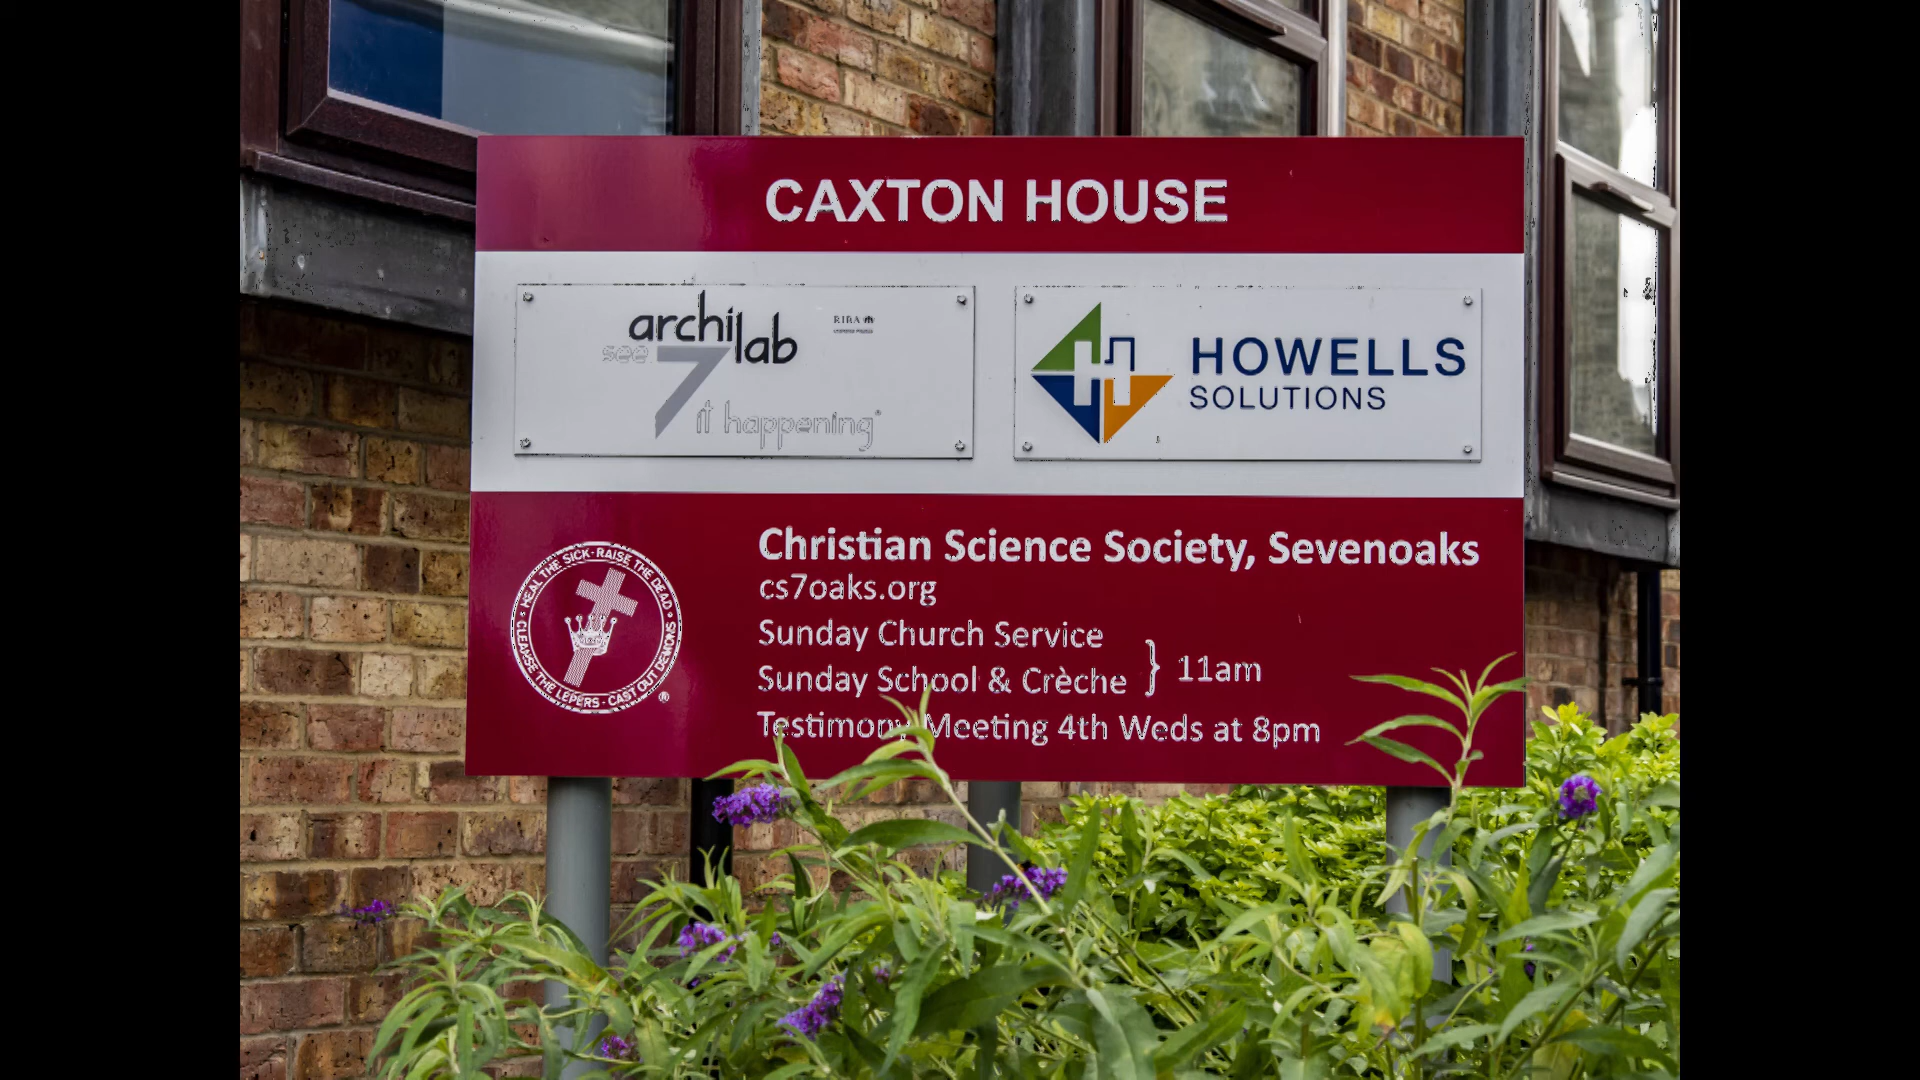 CAXTON HOUSE
archi lab
see 7 it happening
RIBA
HOWELLS
SOLUTIONS
Christian Science Society, Sevenoaks
cs7oaks.org
Sunday Church Service
Sunday School & Crèche } 11am
Testimony Meeting 4th Weds at 8pm
HEAL THE SICK · RAISE THE DEAD · CLEANSE THE LEPERS · CAST OUT DEMONS ·
®